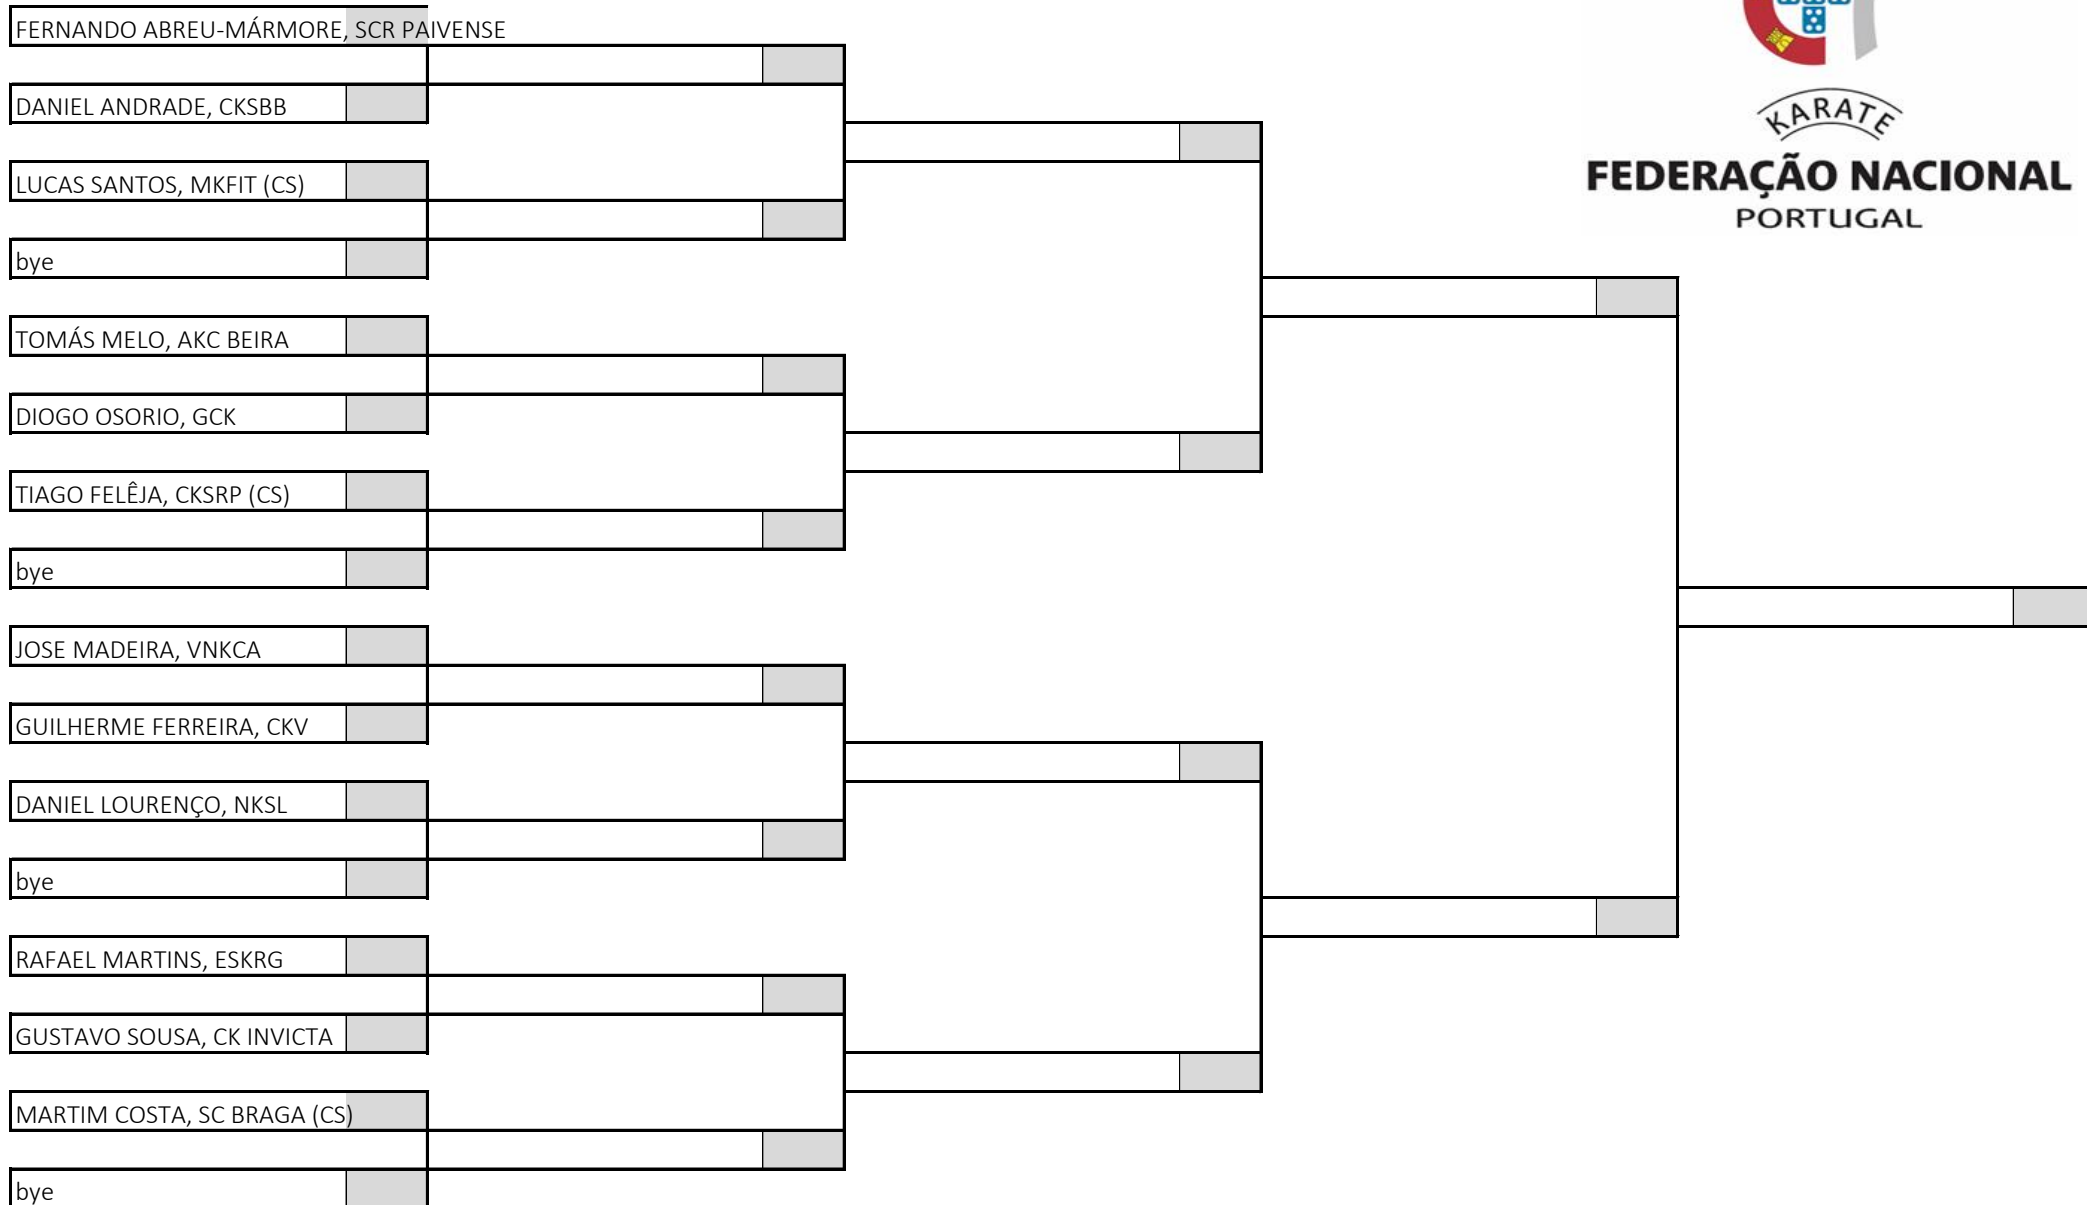 FERNANDO ABREU-MÁRMORE, SCR PAIVENSE
DANIEL ANDRADE, CKSBB
LUCAS SANTOS, MKFIT (CS)
bye
TOMÁS MELO, AKC BEIRA
DIOGO OSORIO, GCK
TIAGO FELÊJA, CKSRP (CS)
bye
JOSE MADEIRA, VNKCA
GUILHERME FERREIRA, CKV
DANIEL LOURENÇO, NKSL
bye
RAFAEL MARTINS, ESKRG
GUSTAVO SOUSA, CK INVICTA
MARTIM COSTA, SC BRAGA (CS)
bye
KARATE
FEDERAÇÃO NACIONAL
PORTUGAL